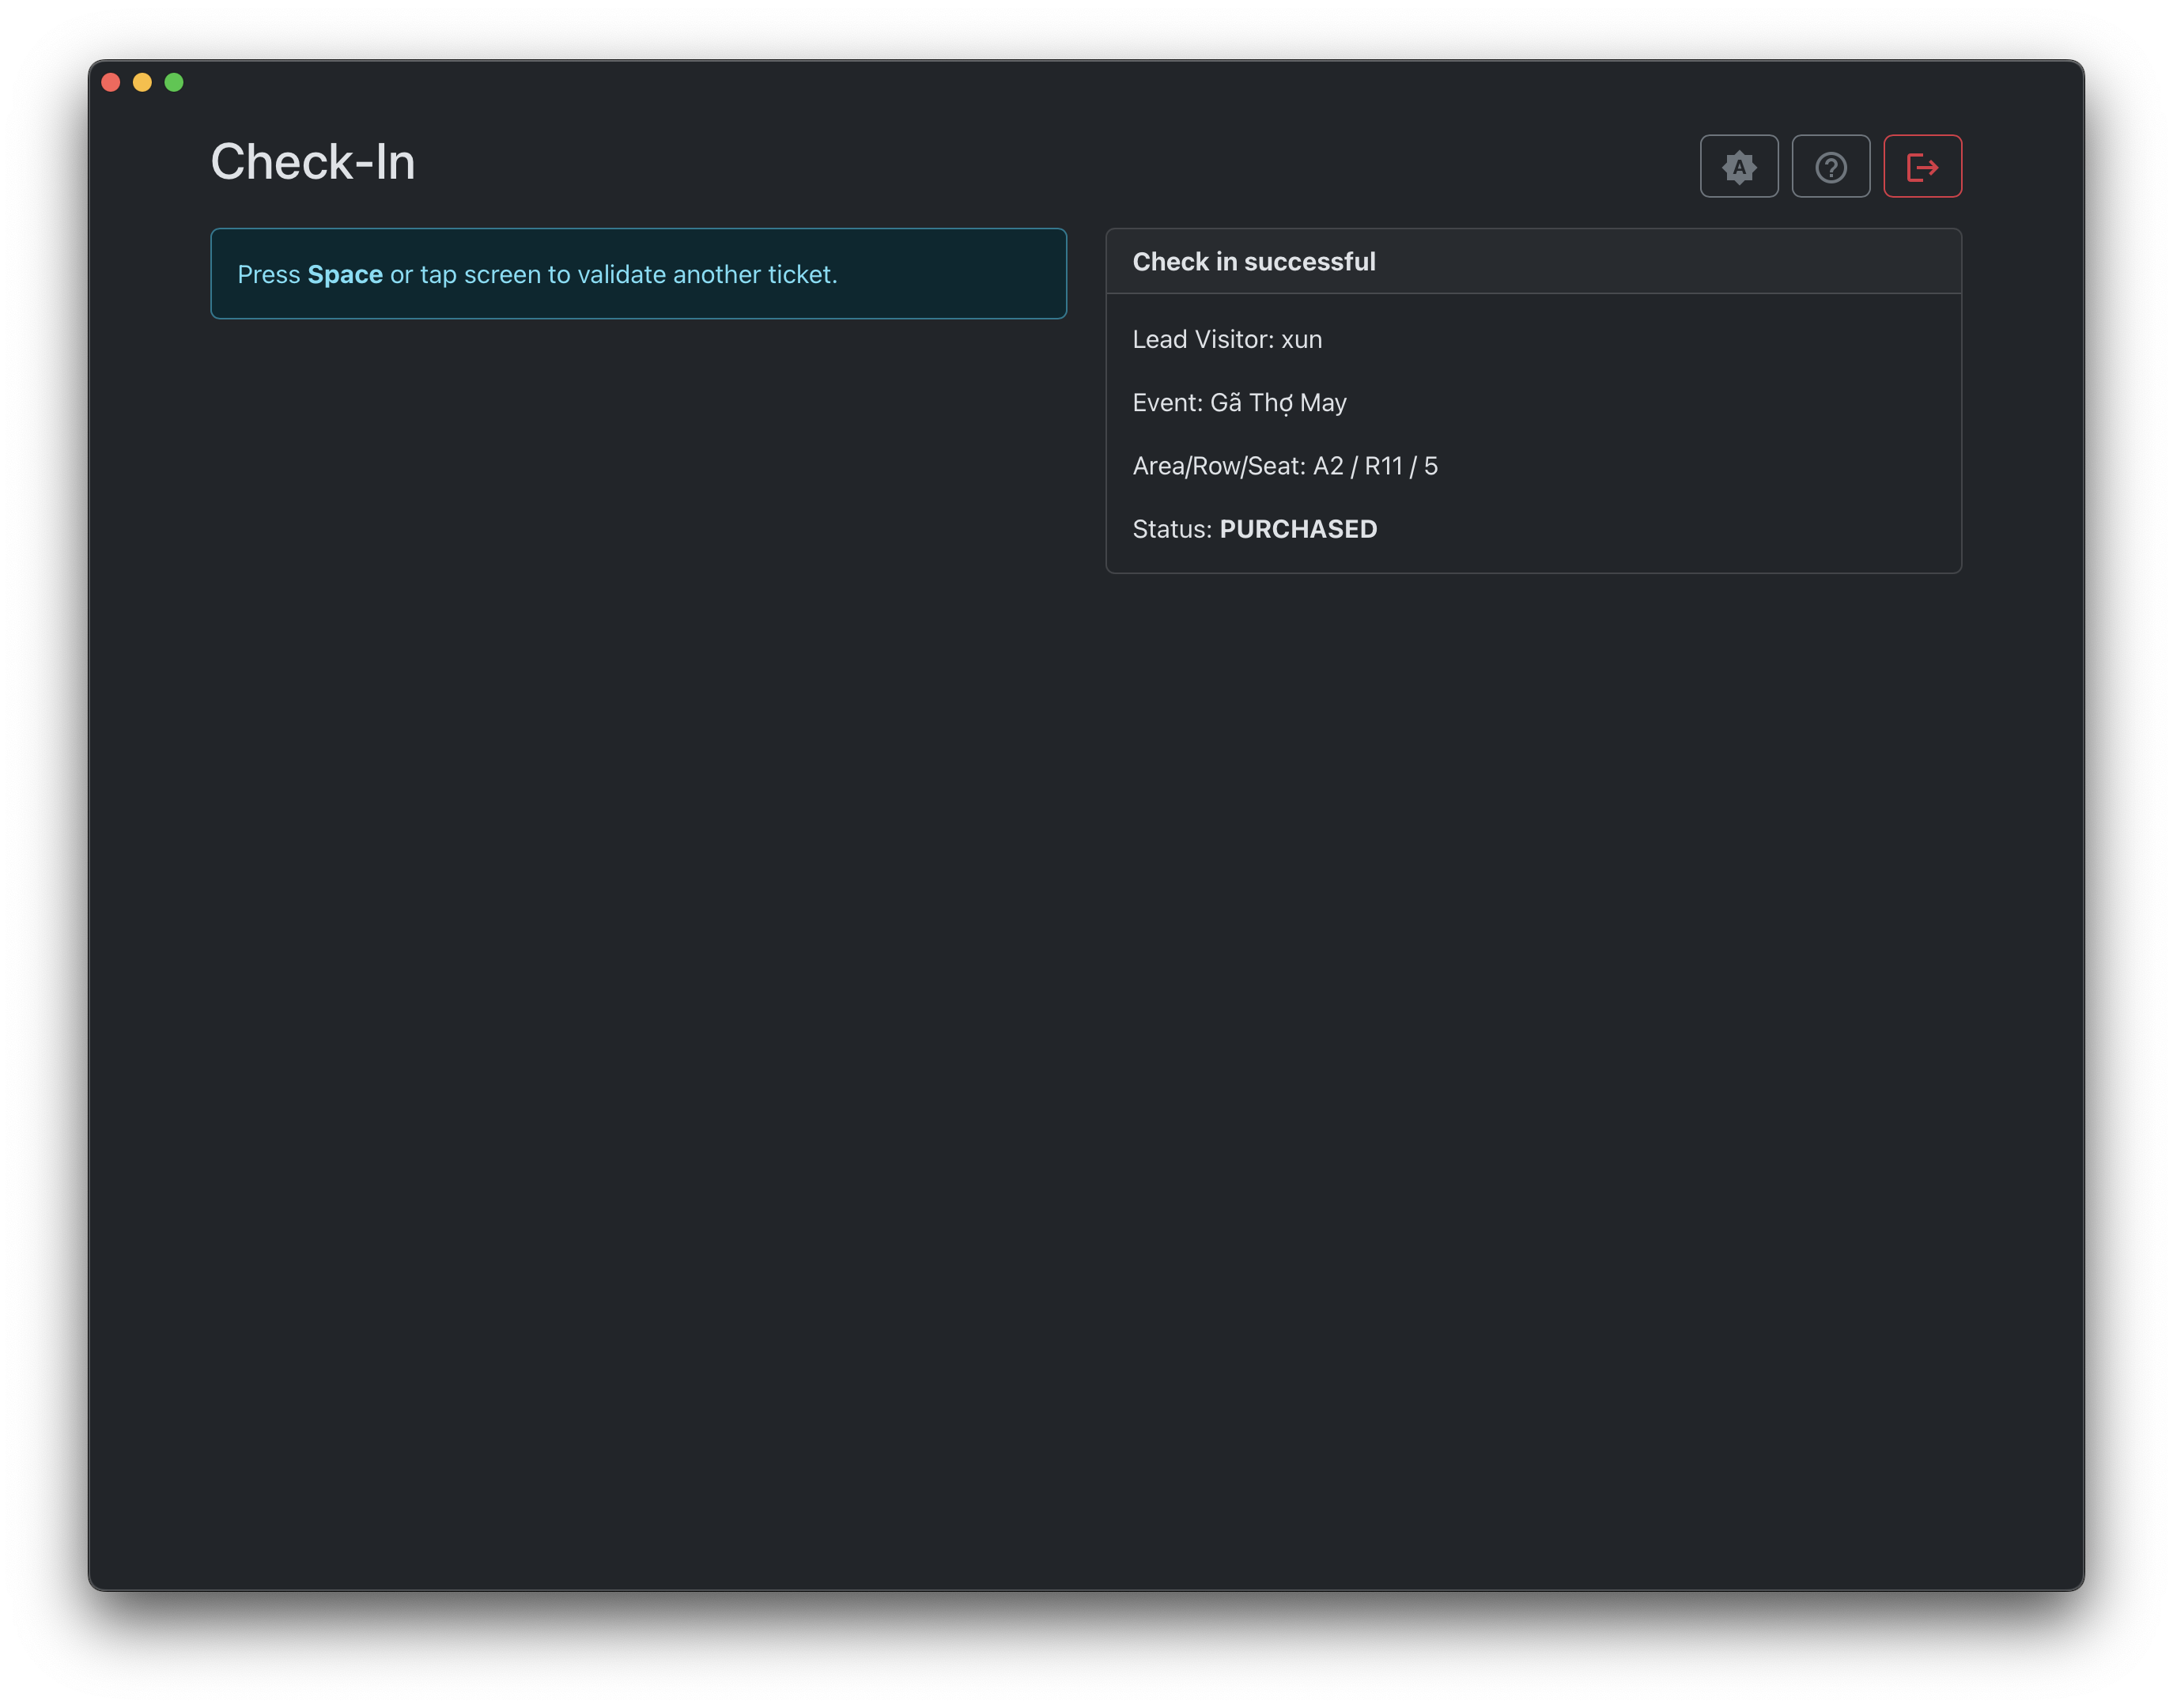 Check-In
A
?
Press Space or tap screen to validate another ticket.
Check in successful
Lead Visitor: xun
Event: Gã Thợ May
Area/Row/Seat: A2 / R11 / 5
Status: PURCHASED